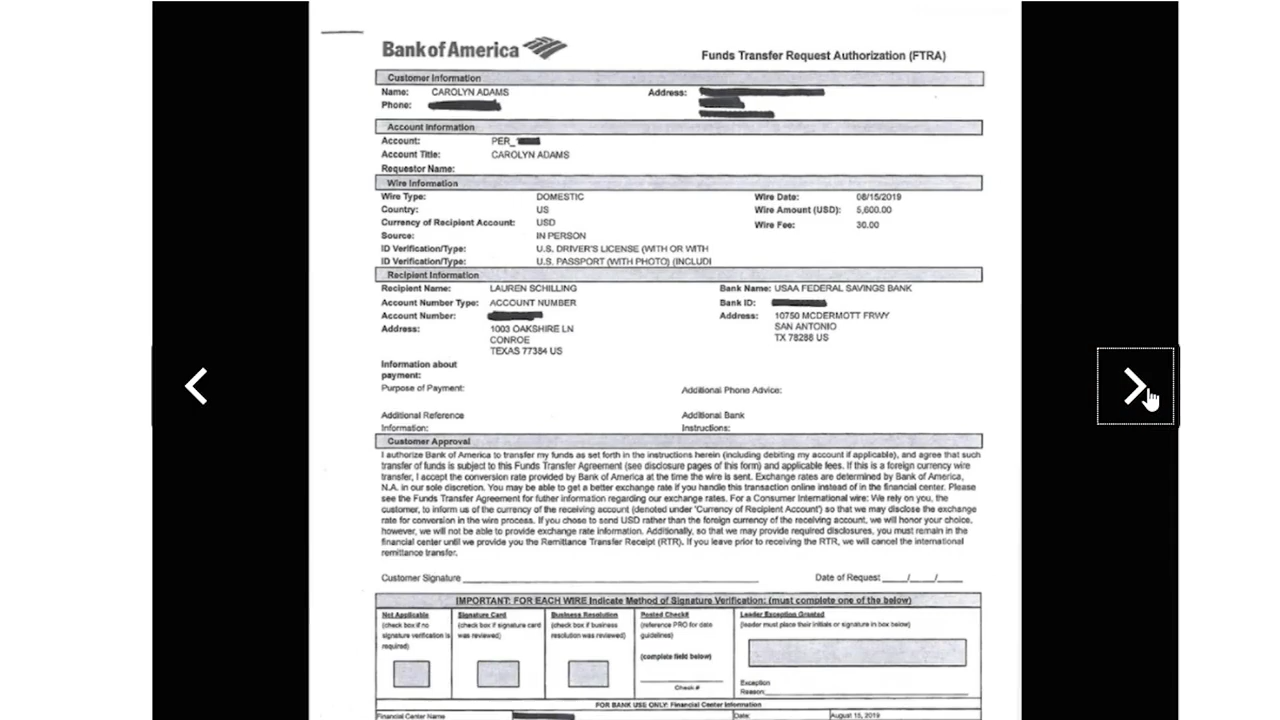 Bank of America
Funds Transfer Request Authorization (FTRA)
Customer Information
Name: CAROLYN ADAMS Address:
Phone:
Account Information
Account: PER_
Account Title: CAROLYN ADAMS
Requestor Name:
Wire Information
Wire Type: DOMESTIC Wire Date: 08/15/2019
Country: US Wire Amount (USD): 5,600.00
Currency of Recipient Account: USD Wire Fee: 30.00
Source: IN PERSON
ID Verification/Type: U.S. DRIVER'S LICENSE (WITH OR WITH
ID Verification/Type: U.S. PASSPORT (WITH PHOTO) (INCLUDI
Recipient Information
Recipient Name: LAUREN SCHILLING Bank Name: USAA FEDERAL SAVINGS BANK
Account Number Type: ACCOUNT NUMBER Bank ID:
Account Number: Address: 10750 MCDERMOTT FRWY
Address: 1003 OAKSHIRE LN SAN ANTONIO
CONROE TX 78288 US
TEXAS 77384 US
Information about
payment:
Purpose of Payment: Additional Phone Advice:
Additional Reference Additional Bank
Information: Instructions:
Customer Approval
I authorize Bank of America to transfer my funds as set forth in the instructions herein (including debiting my account if applicable), and agree that such
transfer of funds is subject to this Funds Transfer Agreement (see disclosure pages of this form) and applicable fees. If this is a foreign currency wire
transfer, I accept the conversion rate provided by Bank of America at the time the wire is sent. Exchange rates are determined by Bank of America,
N.A. in our sole discretion. You may be able to get a better exchange rate if you handle this transaction online instead of in the financial center. Please
see the Funds Transfer Agreement for futher information regarding our exchange rates. For a Consumer International wire: We rely on you, the
customer, to inform us of the currency of the receiving account (denoted under 'Currency of Recipient Account') so that we may disclose the exchange
rate for conversion in the wire process. If you chose to send USD rather than the foreign currency of the receiving account, we will honor your choice,
however, we will not be able to provide exchange rate information. Additionally, so that we may provide required disclosures, you must remain in the
financial center until we provide you the Remittance Transfer Receipt (RTR). If you leave prior to receiving the RTR, we will cancel the international
remittance transfer.
Customer Signature Date of Request / /
IMPORTANT: FOR EACH WIRE Indicate Method of Signature Verification: (must complete one of the below)
Not Applicable Signature Card Business Resolution Posted Check# Leader Exception Granted
(check box if no (check if signature card (check box if business (reference PRO for date (leader must place their initials or signature in box below)
signature verification is was reviewed) resolution was reviewed) guidelines)
required)
(complete field below)
Exception
Check # Reason:
FOR BANK USE ONLY: Financial Center Information
Financial Center Name Date: August 15, 2019